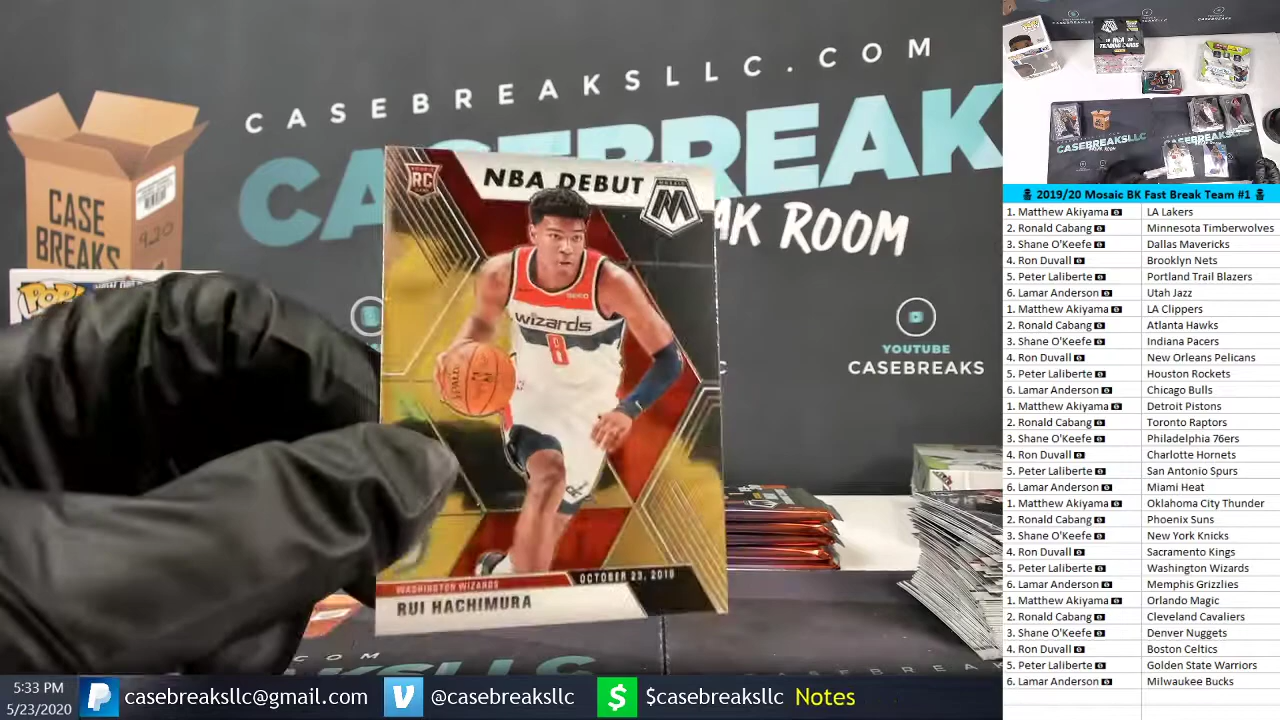 CASEBREAKSLLC.COM
CASEBREAK
AK ROOM
CASE
BREAKS
920
POP!
YOUTUBE
CASEBREAKS
RC
NBA DEBUT
MOSAIC
wizards
8
SPALDING
WASHINGTON WIZARDS
OCTOBER 23, 2019
RUI HACHIMURA
CASEBREAKSLLC
2019/20 Mosaic BK Fast Break Team #1
1. Matthew Akiyama LA Lakers
2. Ronald Cabang Minnesota Timberwolves
3. Shane O'Keefe Dallas Mavericks
4. Ron Duvall Brooklyn Nets
5. Peter Laliberte Portland Trail Blazers
6. Lamar Anderson Utah Jazz
1. Matthew Akiyama LA Clippers
2. Ronald Cabang Atlanta Hawks
3. Shane O'Keefe Indiana Pacers
4. Ron Duvall New Orleans Pelicans
5. Peter Laliberte Houston Rockets
6. Lamar Anderson Chicago Bulls
1. Matthew Akiyama Detroit Pistons
2. Ronald Cabang Toronto Raptors
3. Shane O'Keefe Philadelphia 76ers
4. Ron Duvall Charlotte Hornets
5. Peter Laliberte San Antonio Spurs
6. Lamar Anderson Miami Heat
1. Matthew Akiyama Oklahoma City Thunder
2. Ronald Cabang Phoenix Suns
3. Shane O'Keefe New York Knicks
4. Ron Duvall Sacramento Kings
5. Peter Laliberte Washington Wizards
6. Lamar Anderson Memphis Grizzlies
1. Matthew Akiyama Orlando Magic
2. Ronald Cabang Cleveland Cavaliers
3. Shane O'Keefe Denver Nuggets
4. Ron Duvall Boston Celtics
5. Peter Laliberte Golden State Warriors
6. Lamar Anderson Milwaukee Bucks
5:33 PM
5/23/2020
casebreaksllc@gmail.com
@casebreaksllc
$casebreaksllc
Notes